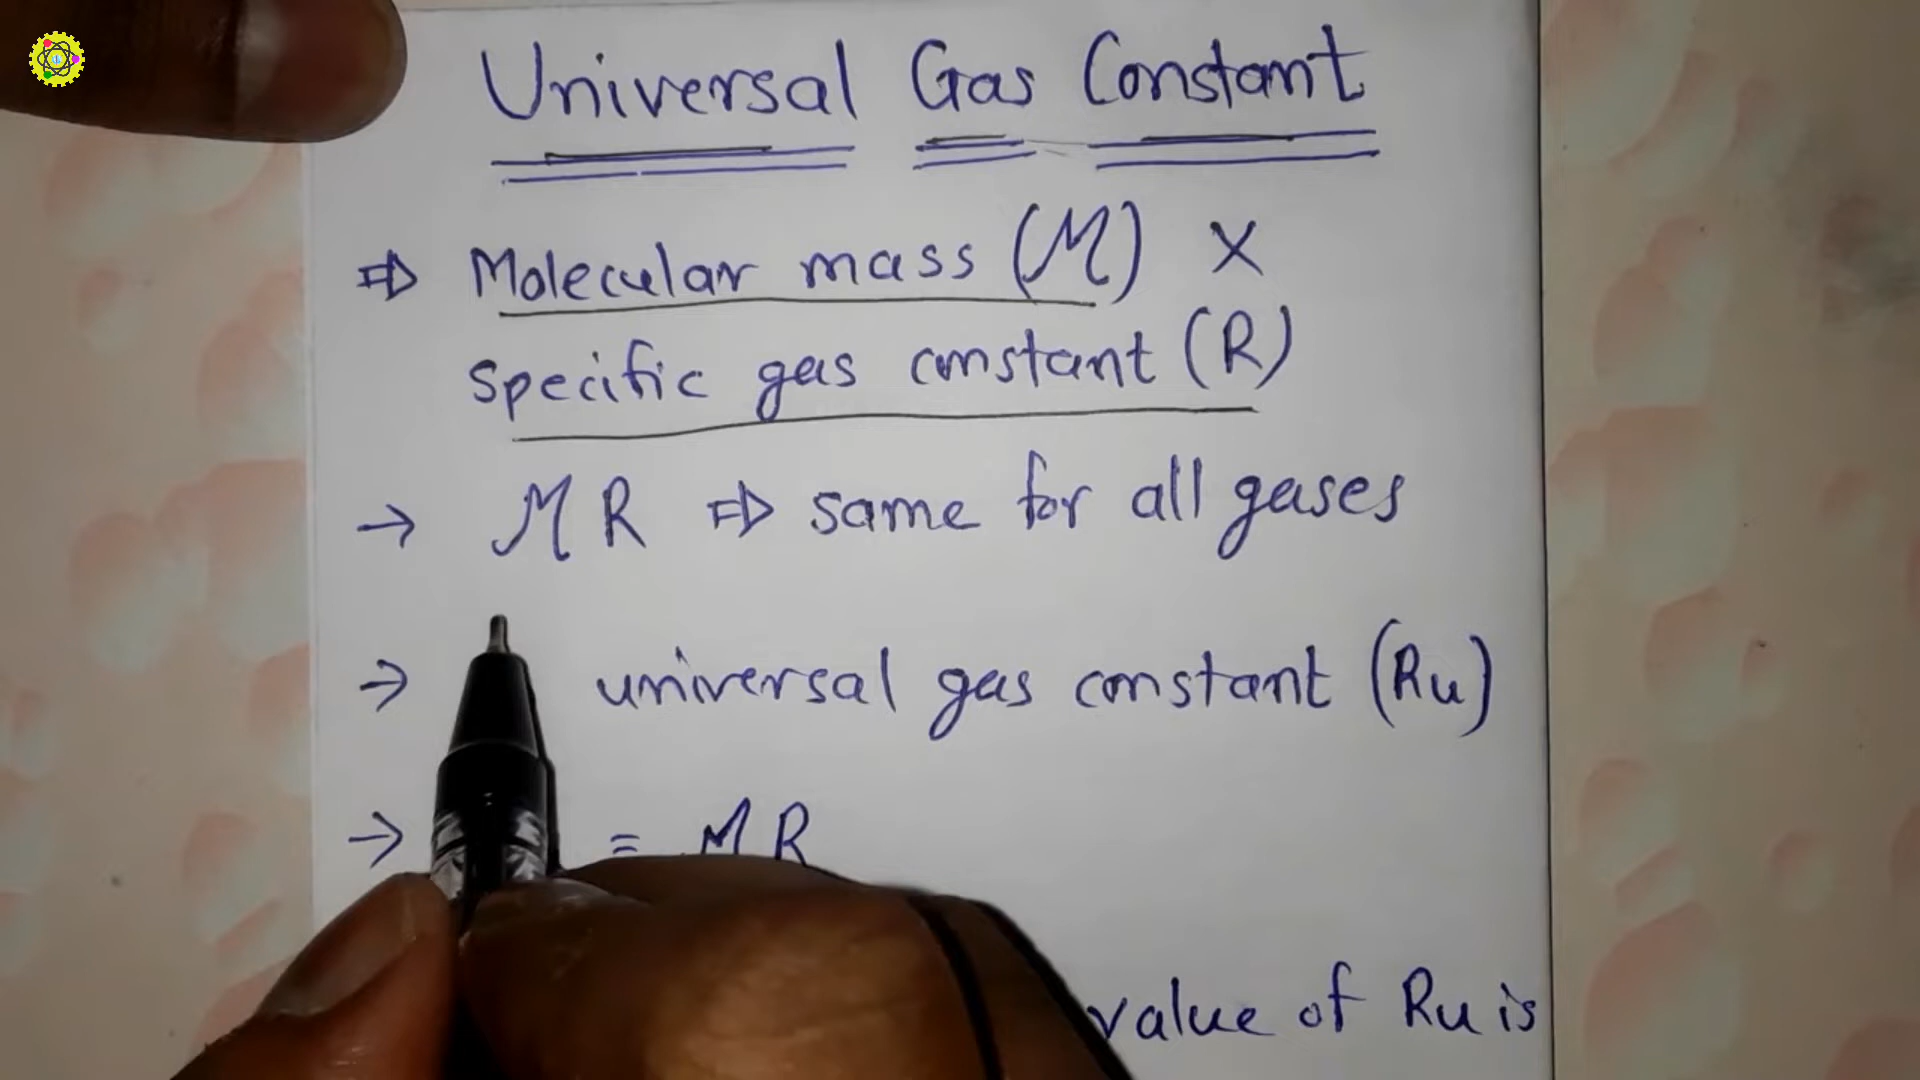 Universal Gas Constant
⇒ Molecular mass (M) ×
specific gas constant (R)
→ MR ⇒ same for all gases
→ universal gas constant (Ru)
→ = MR
value of Ru is